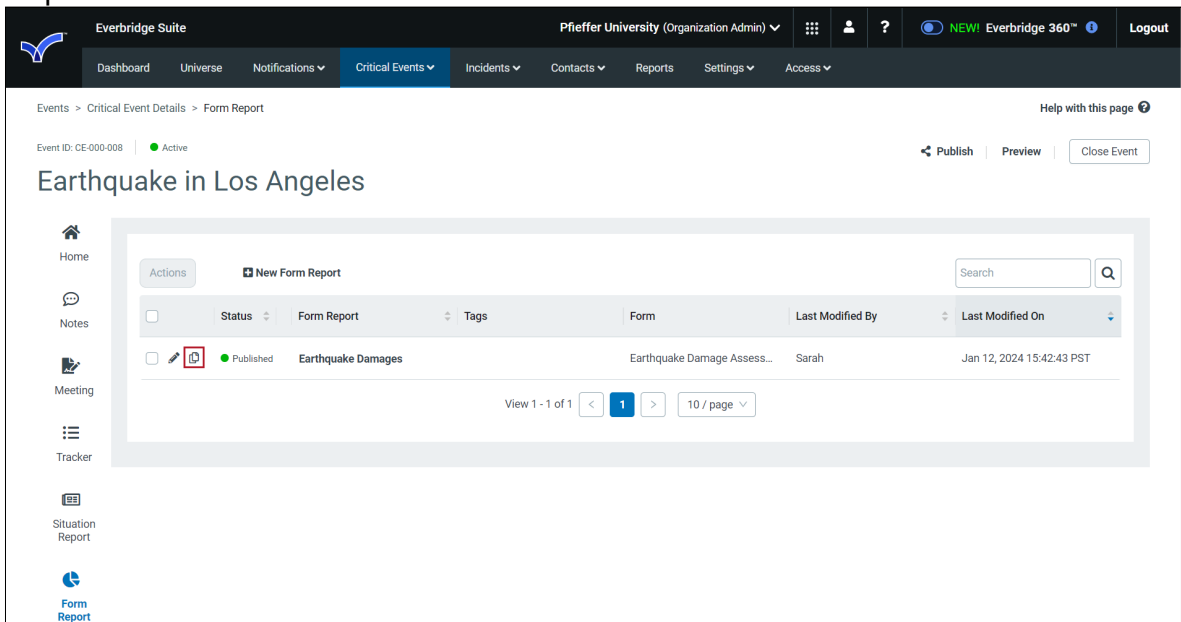 Everbridge Suite
Pfieffer University (Organization Admin)
?
NEW! Everbridge 360™
Logout
Dashboard Universe Notifications Critical Events Incidents Contacts Reports Settings Access
Events > Critical Event Details > Form Report
Help with this page ?
Event ID: CE-000-008 Active
Publish Preview Close Event
Earthquake in Los Angeles
Home
Notes
Meeting
Tracker
Situation
Report
Form
Report
Actions New Form Report Search
Status Form Report Tags Form Last Modified By Last Modified On
Published Earthquake Damages Earthquake Damage Assess... Sarah Jan 12, 2024 15:42:43 PST
View 1 - 1 of 1 < 1 > 10 / page